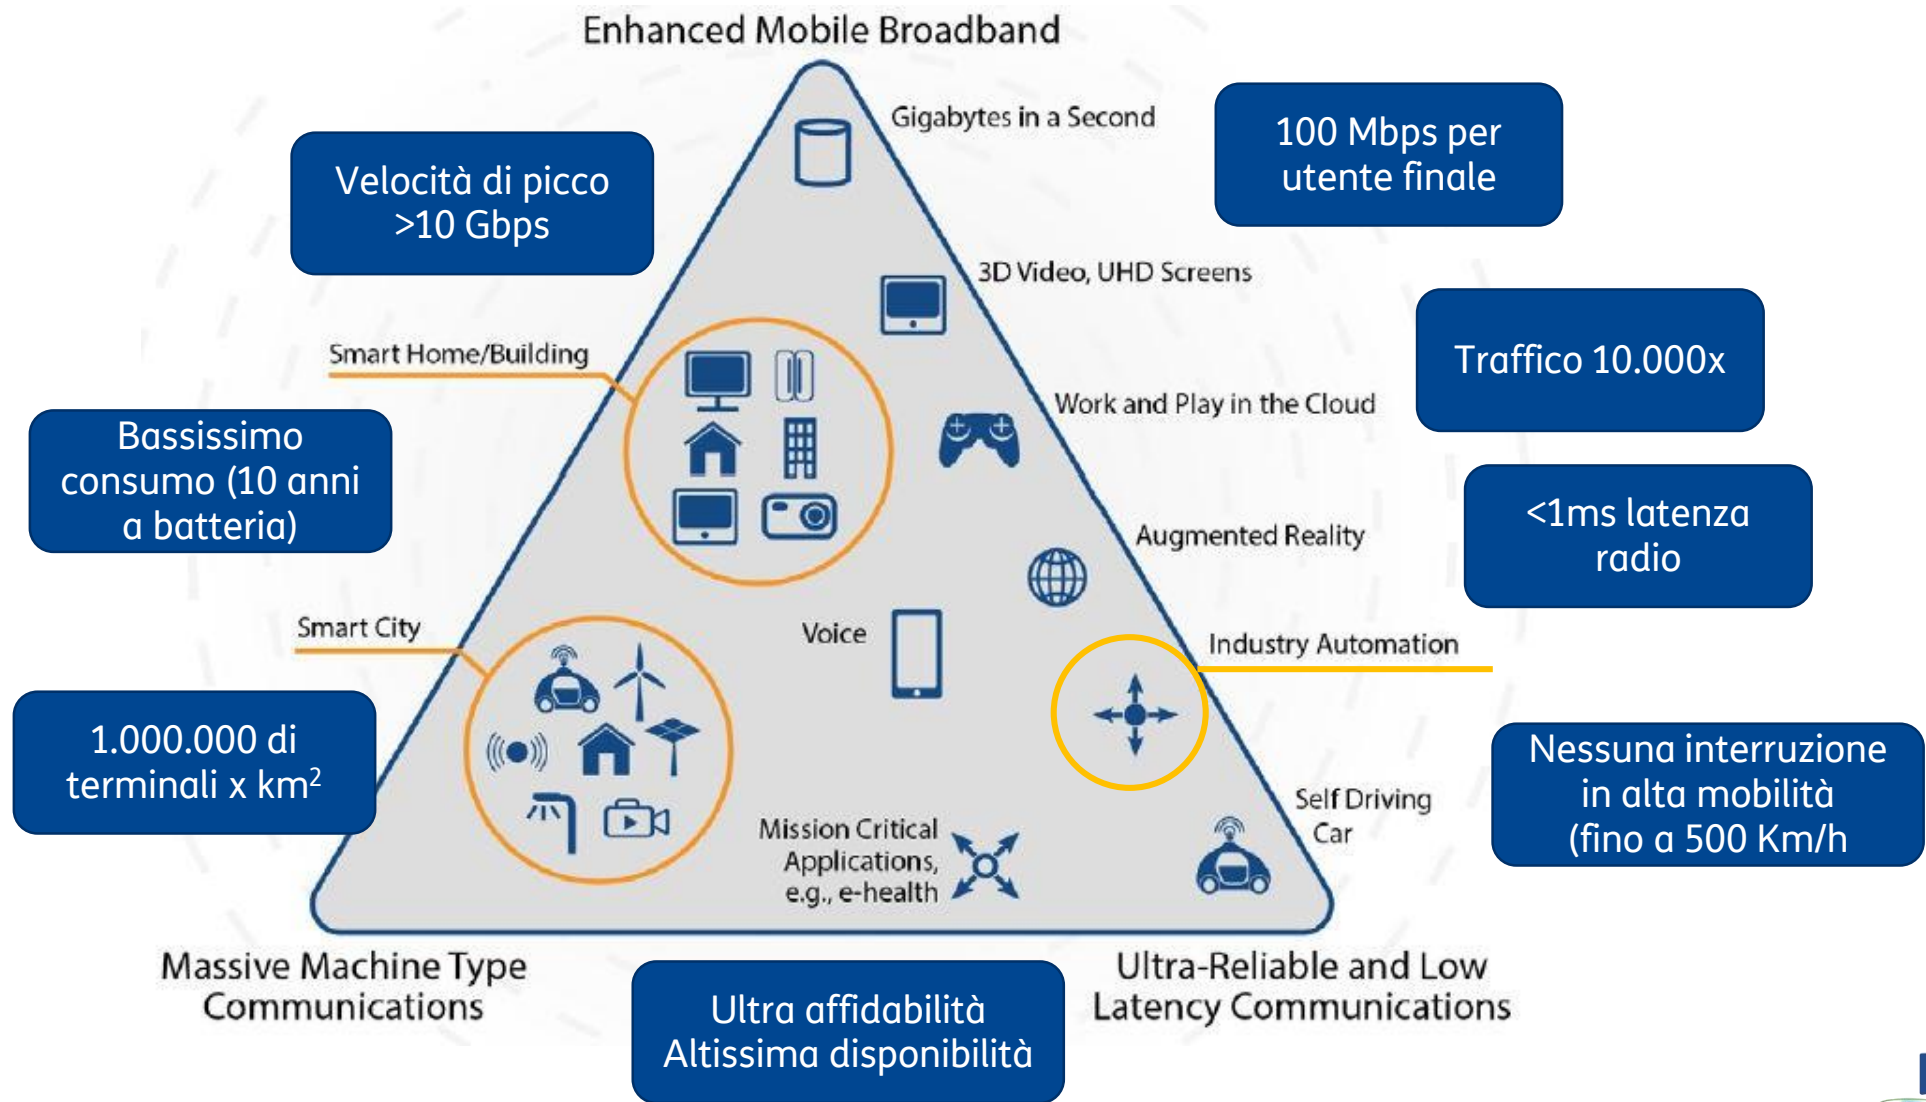 Enhanced Mobile Broadband
Gigabytes in a Second
100 Mbps per
utente finale
Velocità di picco
>10 Gbps
3D Video, UHD Screens
Smart Home/Building
Traffico 10.000x
Work and Play in the Cloud
Bassissimo
consumo (10 anni
a batteria)
<1ms latenza
radio
Augmented Reality
Smart City
Voice
Industry Automation
1.000.000 di
terminali x km²
Nessuna interruzione
in alta mobilità
(fino a 500 Km/h
Self Driving
Car
Mission Critical
Applications,
e.g., e-health
Massive Machine Type
Communications
Ultra affidabilità
Altissima disponibilità
Ultra-Reliable and Low
Latency Communications